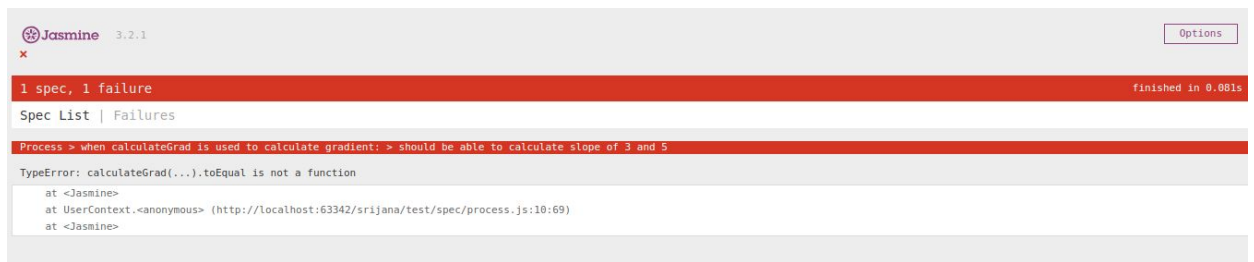 Jasmine 3.2.1 Options
×
1 spec, 1 failure finished in 0.081s
Spec List | Failures
Process > when calculateGrad is used to calculate gradient: > should be able to calculate slope of 3 and 5
TypeError: calculateGrad(...).toEqual is not a function
at <Jasmine>
at UserContext.<anonymous> (http://localhost:63342/srijana/test/spec/process.js:10:69)
at <Jasmine>